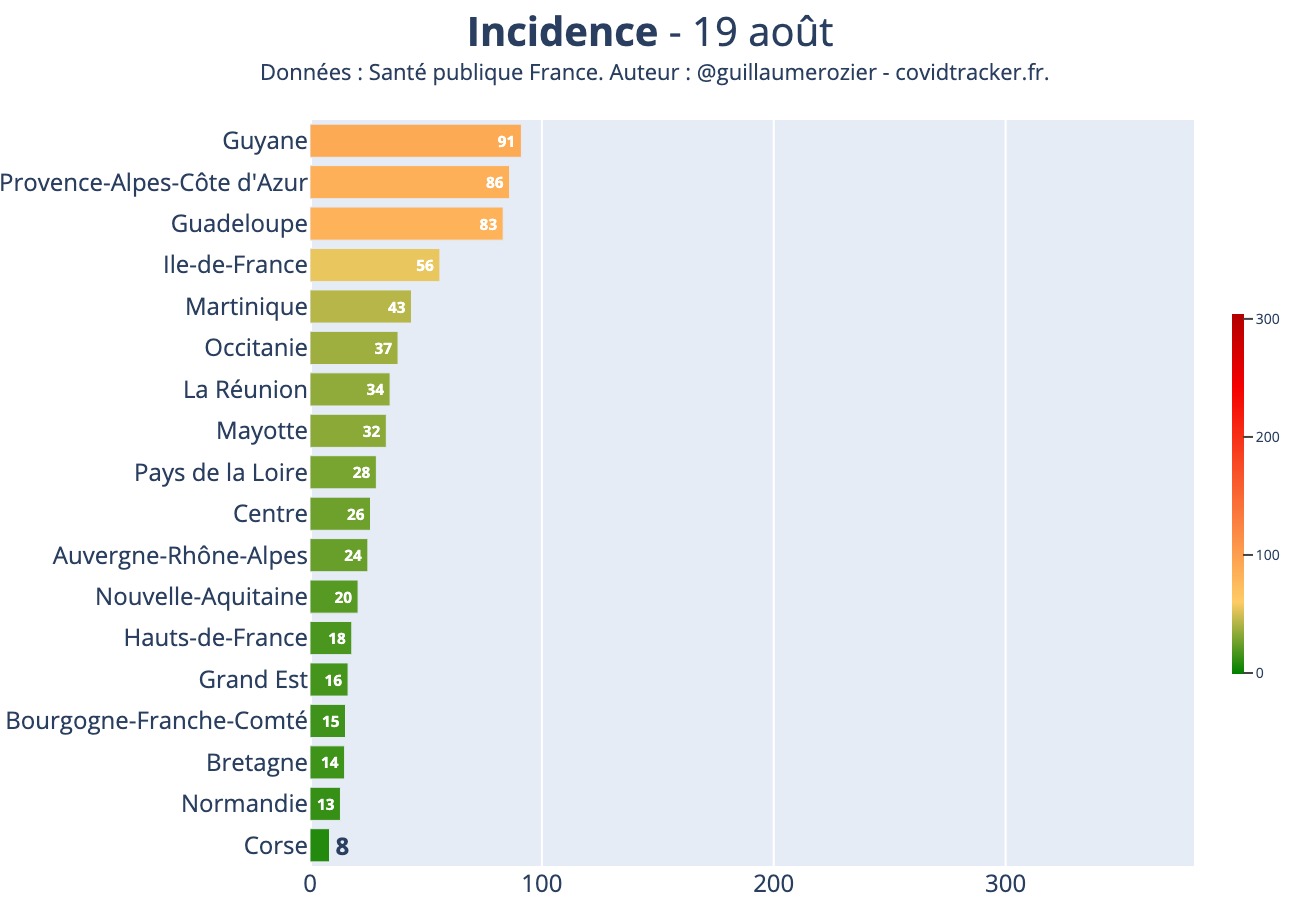 Incidence - 19 août
Données : Santé publique France. Auteur : @guillaumerozier - covidtracker.fr.
Guyane 91
Provence-Alpes-Côte d'Azur 86
Guadeloupe 83
Ile-de-France 56
Martinique 43
Occitanie 37
La Réunion 34
Mayotte 32
Pays de la Loire 28
Centre 26
Auvergne-Rhône-Alpes 24
Nouvelle-Aquitaine 20
Hauts-de-France 18
Grand Est 16
Bourgogne-Franche-Comté 15
Bretagne 14
Normandie 13
Corse 8
0 100 200 300
300
200
100
0